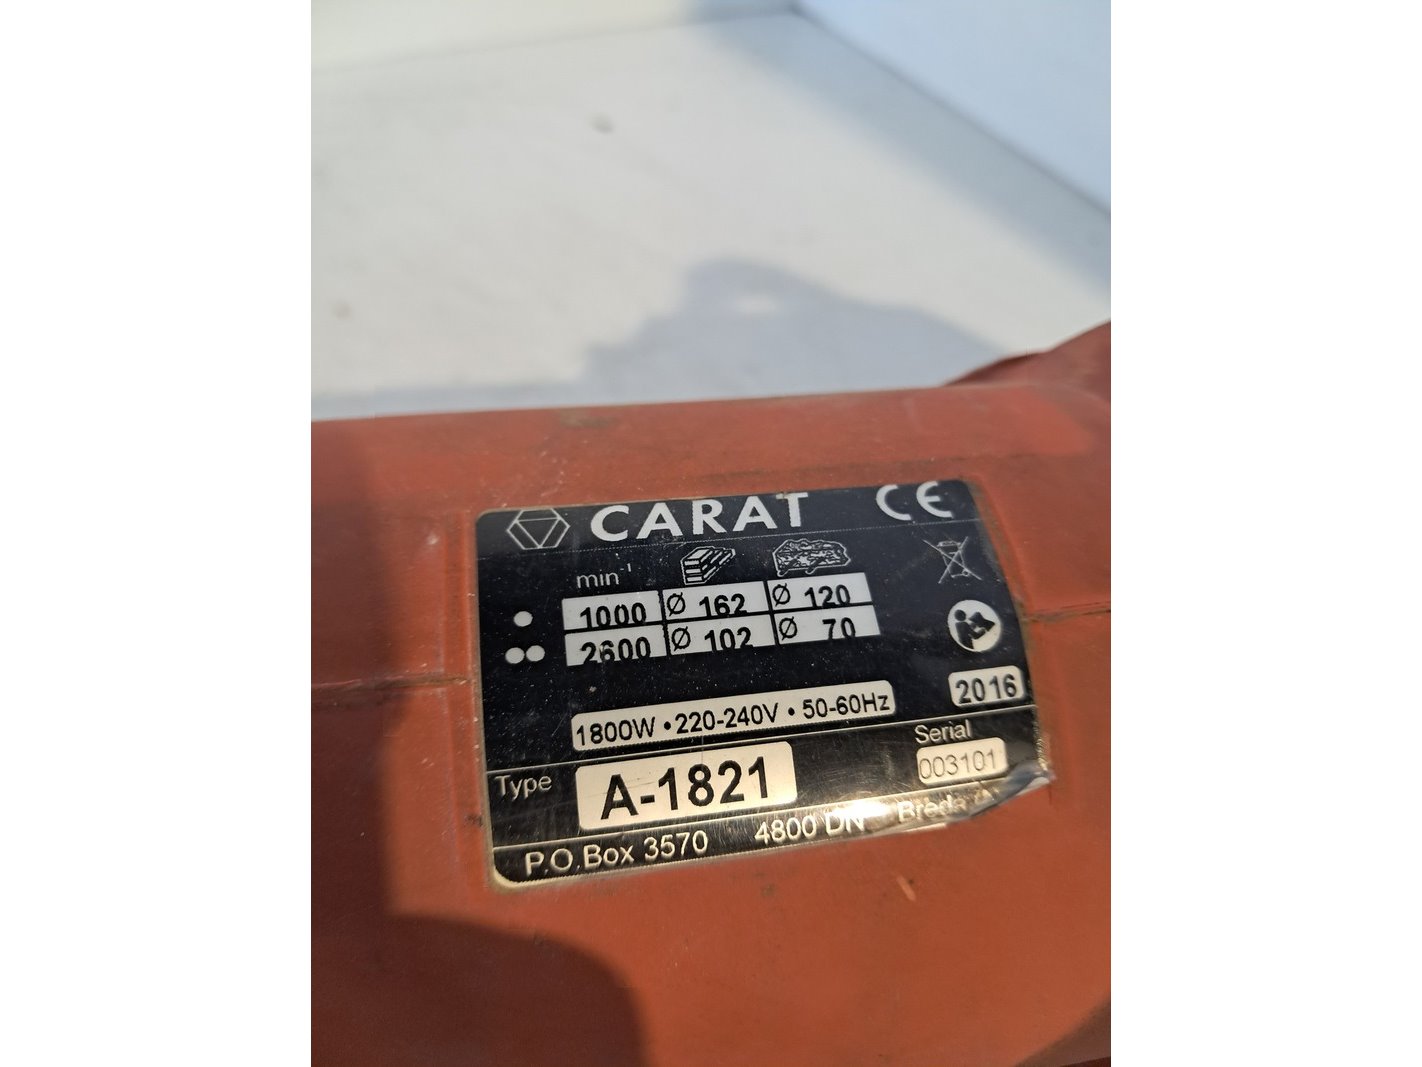 CARAT CE
min-1
1000 Ø 162 Ø 120
2600 Ø 102 Ø 70
2016
1800W • 220-240V • 50-60Hz
Serial
Type A-1821 003101
P.O. Box 3570 4800 DN Breda